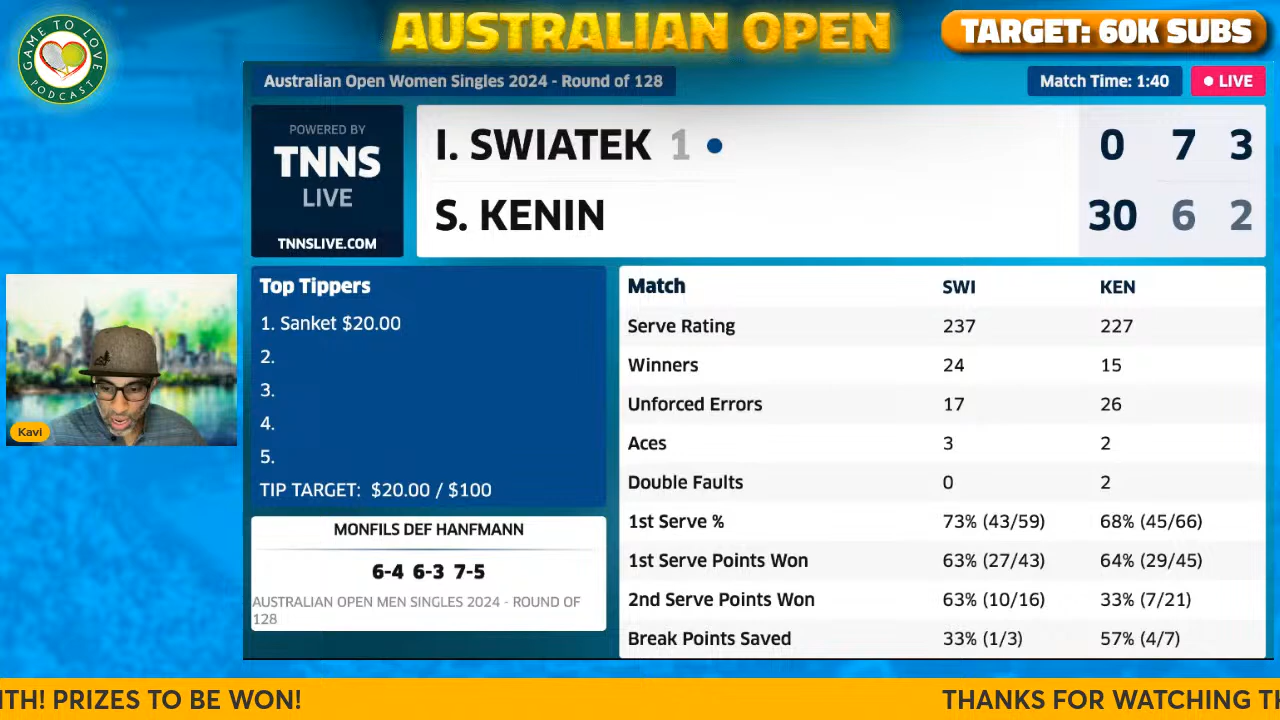 GAME TO LOVE
PODCAST
AUSTRALIAN OPEN
TARGET: 60K SUBS
Australian Open Women Singles 2024 - Round of 128
Match Time: 1:40
LIVE
POWERED BY
TNNS
LIVE
TNNSLIVE.COM
I. SWIATEK 1 0 7 3
S. KENIN 30 6 2
Top Tippers
1. Sanket $20.00
2.
3.
4.
5.
TIP TARGET: $20.00 / $100
MONFILS DEF HANFMANN
6-4 6-3 7-5
AUSTRALIAN OPEN MEN SINGLES 2024 - ROUND OF
128
Match SWI KEN
Serve Rating 237 227
Winners 24 15
Unforced Errors 17 26
Aces 3 2
Double Faults 0 2
1st Serve % 73% (43/59) 68% (45/66)
1st Serve Points Won 63% (27/43) 64% (29/45)
2nd Serve Points Won 63% (10/16) 33% (7/21)
Break Points Saved 33% (1/3) 57% (4/7)
Kavi
ITH! PRIZES TO BE WON! THANKS FOR WATCHING TH